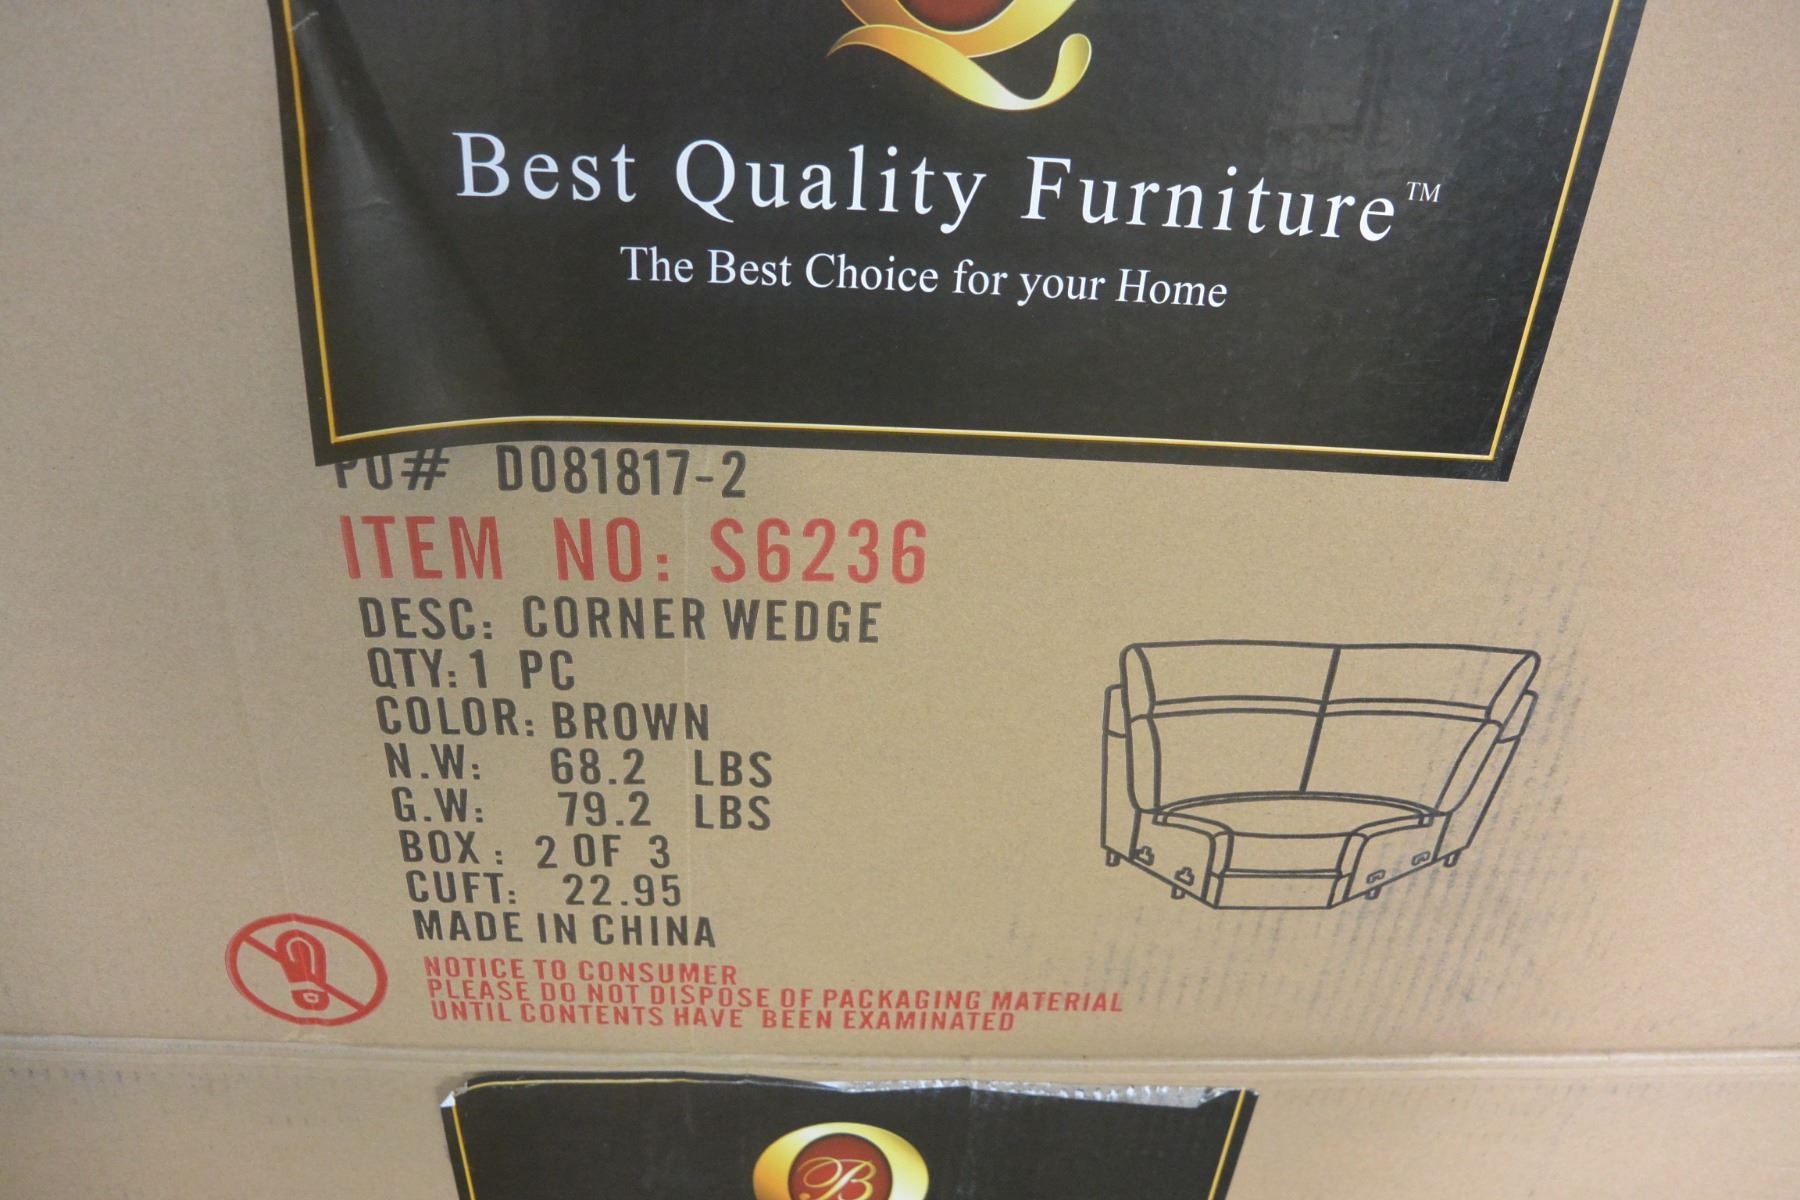 Best Quality Furniture™
The Best Choice for your Home
PO# D081817-2
ITEM NO: S6236
DESC: CORNER WEDGE
QTY: 1 PC
COLOR: BROWN
N.W: 68.2 LBS
G.W: 79.2 LBS
BOX: 2 OF 3
CUFT: 22.95
MADE IN CHINA
NOTICE TO CONSUMER
PLEASE DO NOT DISPOSE OF PACKAGING MATERIAL
UNTIL CONTENTS HAVE BEEN EXAMINATED
B